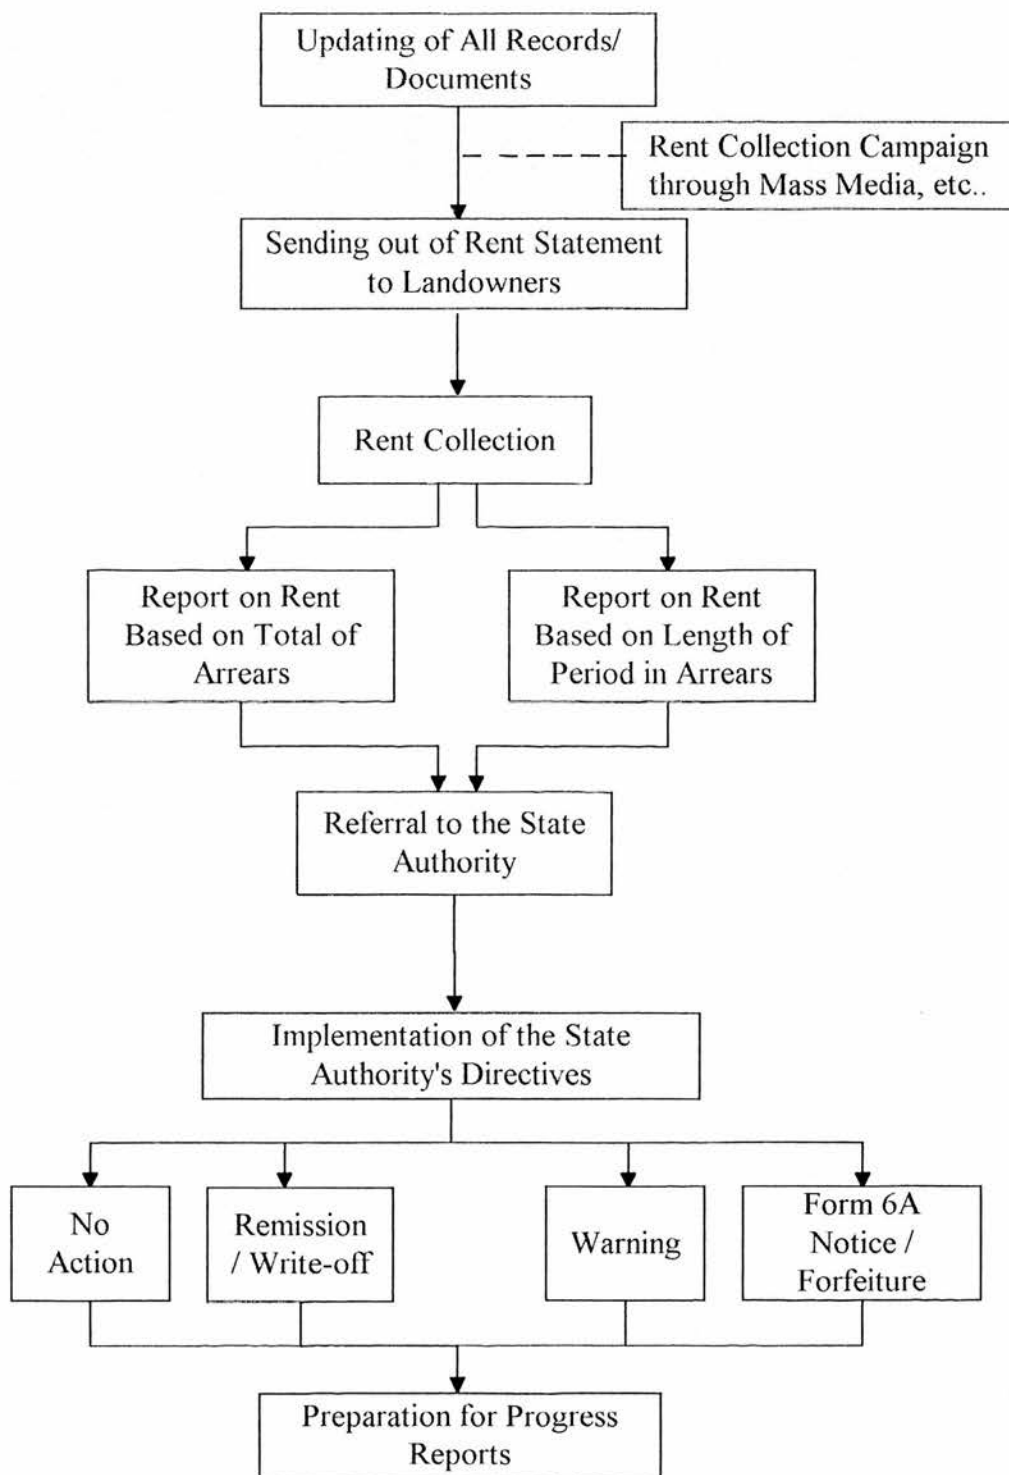 Updating of All Records/
Documents
Rent Collection Campaign
through Mass Media, etc..
Sending out of Rent Statement
to Landowners
Rent Collection
Report on Rent
Based on Total of
Arrears
Report on Rent
Based on Length of
Period in Arrears
Referral to the State
Authority
Implementation of the State
Authority's Directives
No
Action
Remission
/ Write-off
Warning
Form 6A
Notice /
Forfeiture
Preparation for Progress
Reports